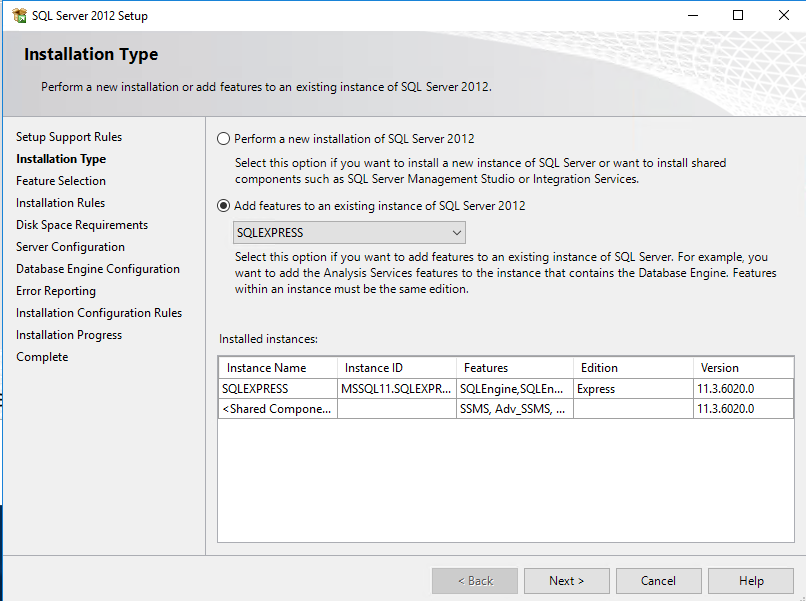 SQL Server 2012 Setup
Installation Type
Perform a new installation or add features to an existing instance of SQL Server 2012.
Setup Support Rules
Installation Type
Feature Selection
Installation Rules
Disk Space Requirements
Server Configuration
Database Engine Configuration
Error Reporting
Installation Configuration Rules
Installation Progress
Complete
Perform a new installation of SQL Server 2012
Select this option if you want to install a new instance of SQL Server or want to install shared
components such as SQL Server Management Studio or Integration Services.
Add features to an existing instance of SQL Server 2012
SQLEXPRESS
Select this option if you want to add features to an existing instance of SQL Server. For example, you
want to add the Analysis Services features to the instance that contains the Database Engine. Features
within an instance must be the same edition.
Installed instances:
Instance Name Instance ID Features Edition Version
SQLEXPRESS MSSQL11.SQLEXPR... SQLEngine,SQLEn... Express 11.3.6020.0
<Shared Compone... SSMS, Adv_SSMS, ... 11.3.6020.0
< Back Next > Cancel Help